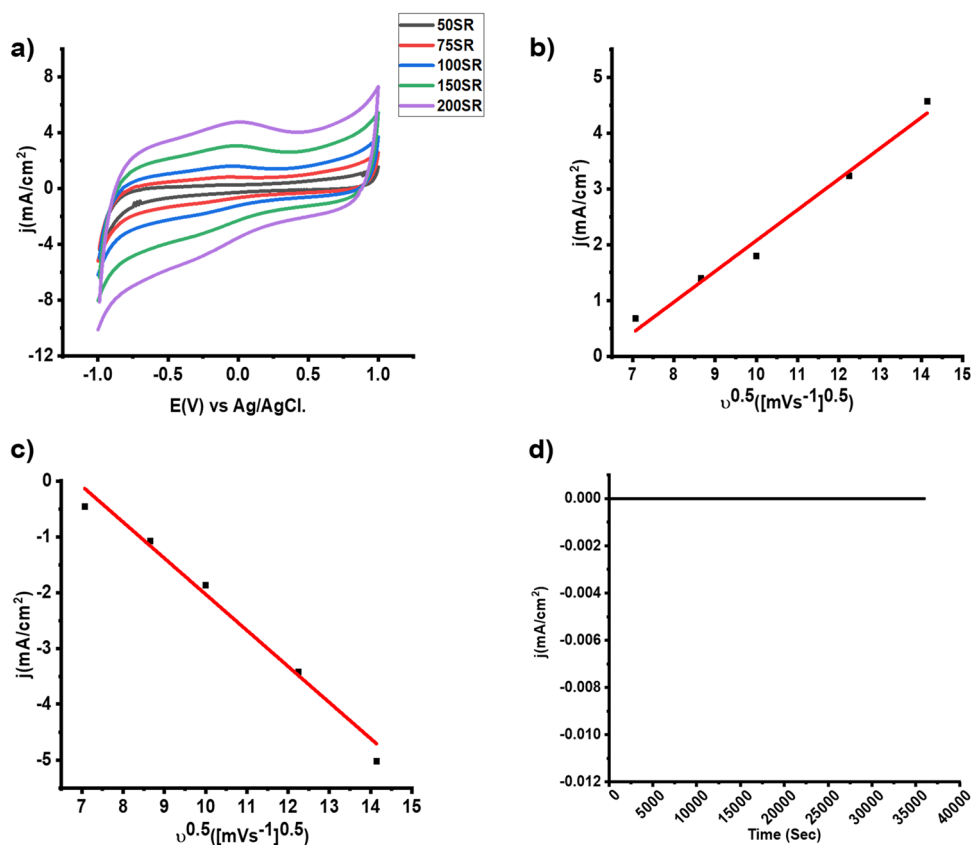 a)
50SR
75SR
100SR
150SR
200SR
8
4
0
-4
-8
-12
j(mA/cm²)
-1.0 -0.5 0.0 0.5 1.0
E(V) vs Ag/AgCl.
b)
5
4
3
2
1
0
j(mA/cm²)
7 8 9 10 11 12 13 14 15
υ⁰·⁵([mVs⁻¹]⁰·⁵)
c)
0
-1
-2
-3
-4
-5
j(mA/cm²)
7 8 9 10 11 12 13 14 15
υ⁰·⁵([mVs⁻¹]⁰·⁵)
d)
0.000
-0.002
-0.004
-0.006
-0.008
-0.010
-0.012
j(mA/cm²)
0 5000 10000 15000 20000 25000 30000 35000 40000
Time (Sec)